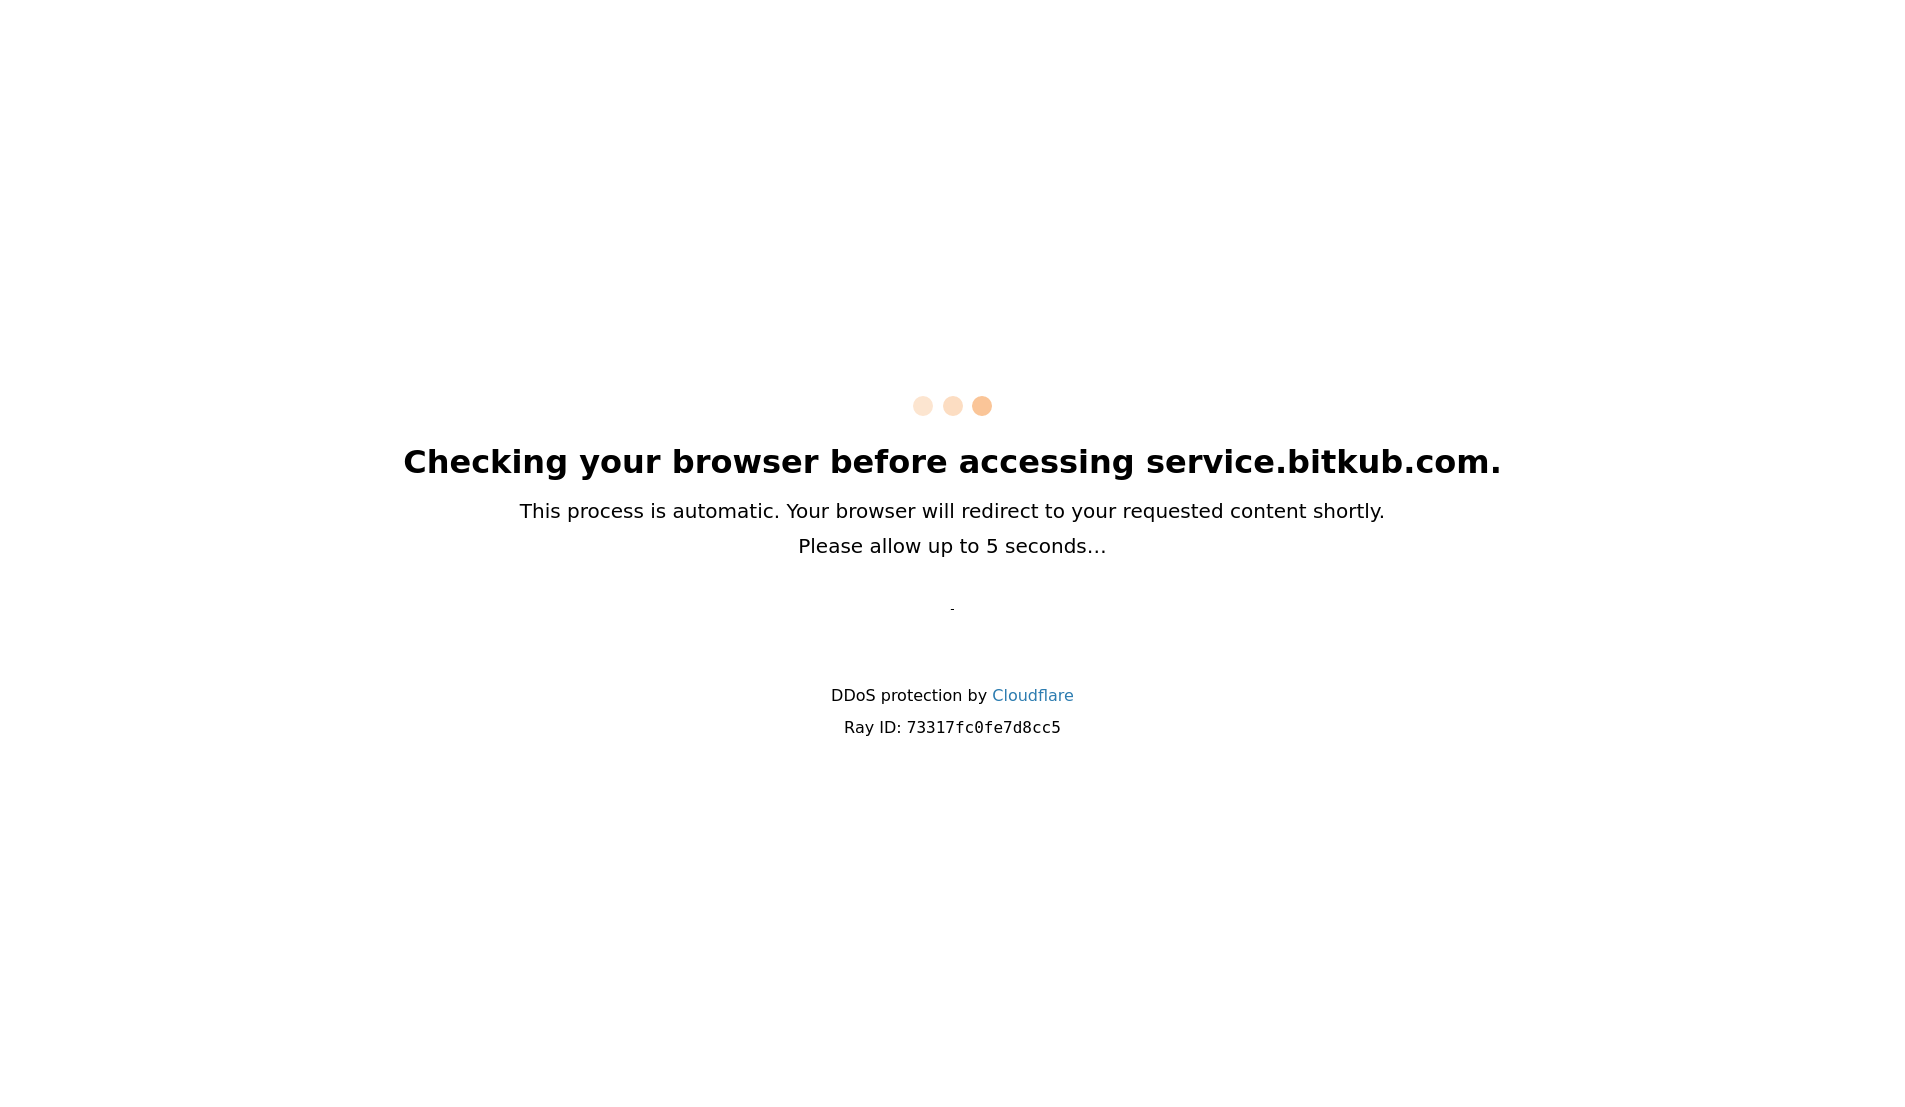 Checking your browser before accessing service.bitkub.com.
This process is automatic. Your browser will redirect to your requested content shortly.
Please allow up to 5 seconds…
-
DDoS protection by Cloudflare
Ray ID: 73317fc0fe7d8cc5